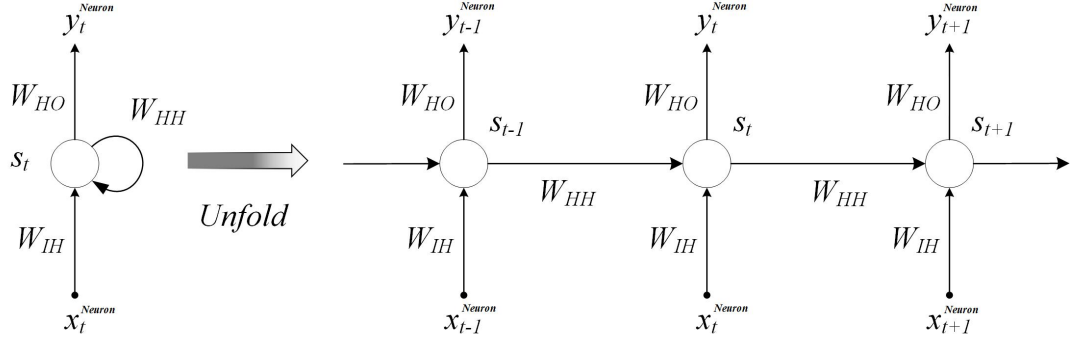 y_t^Neuron y_{t-1}^Neuron y_t^Neuron y_{t+1}^Neuron
W_HO W_HH W_HO W_HO W_HO
s_t s_{t-1} s_t s_{t+1}
W_HH W_HH
Unfold
W_IH W_IH W_IH W_IH
x_t^Neuron x_{t-1}^Neuron x_t^Neuron x_{t+1}^Neuron